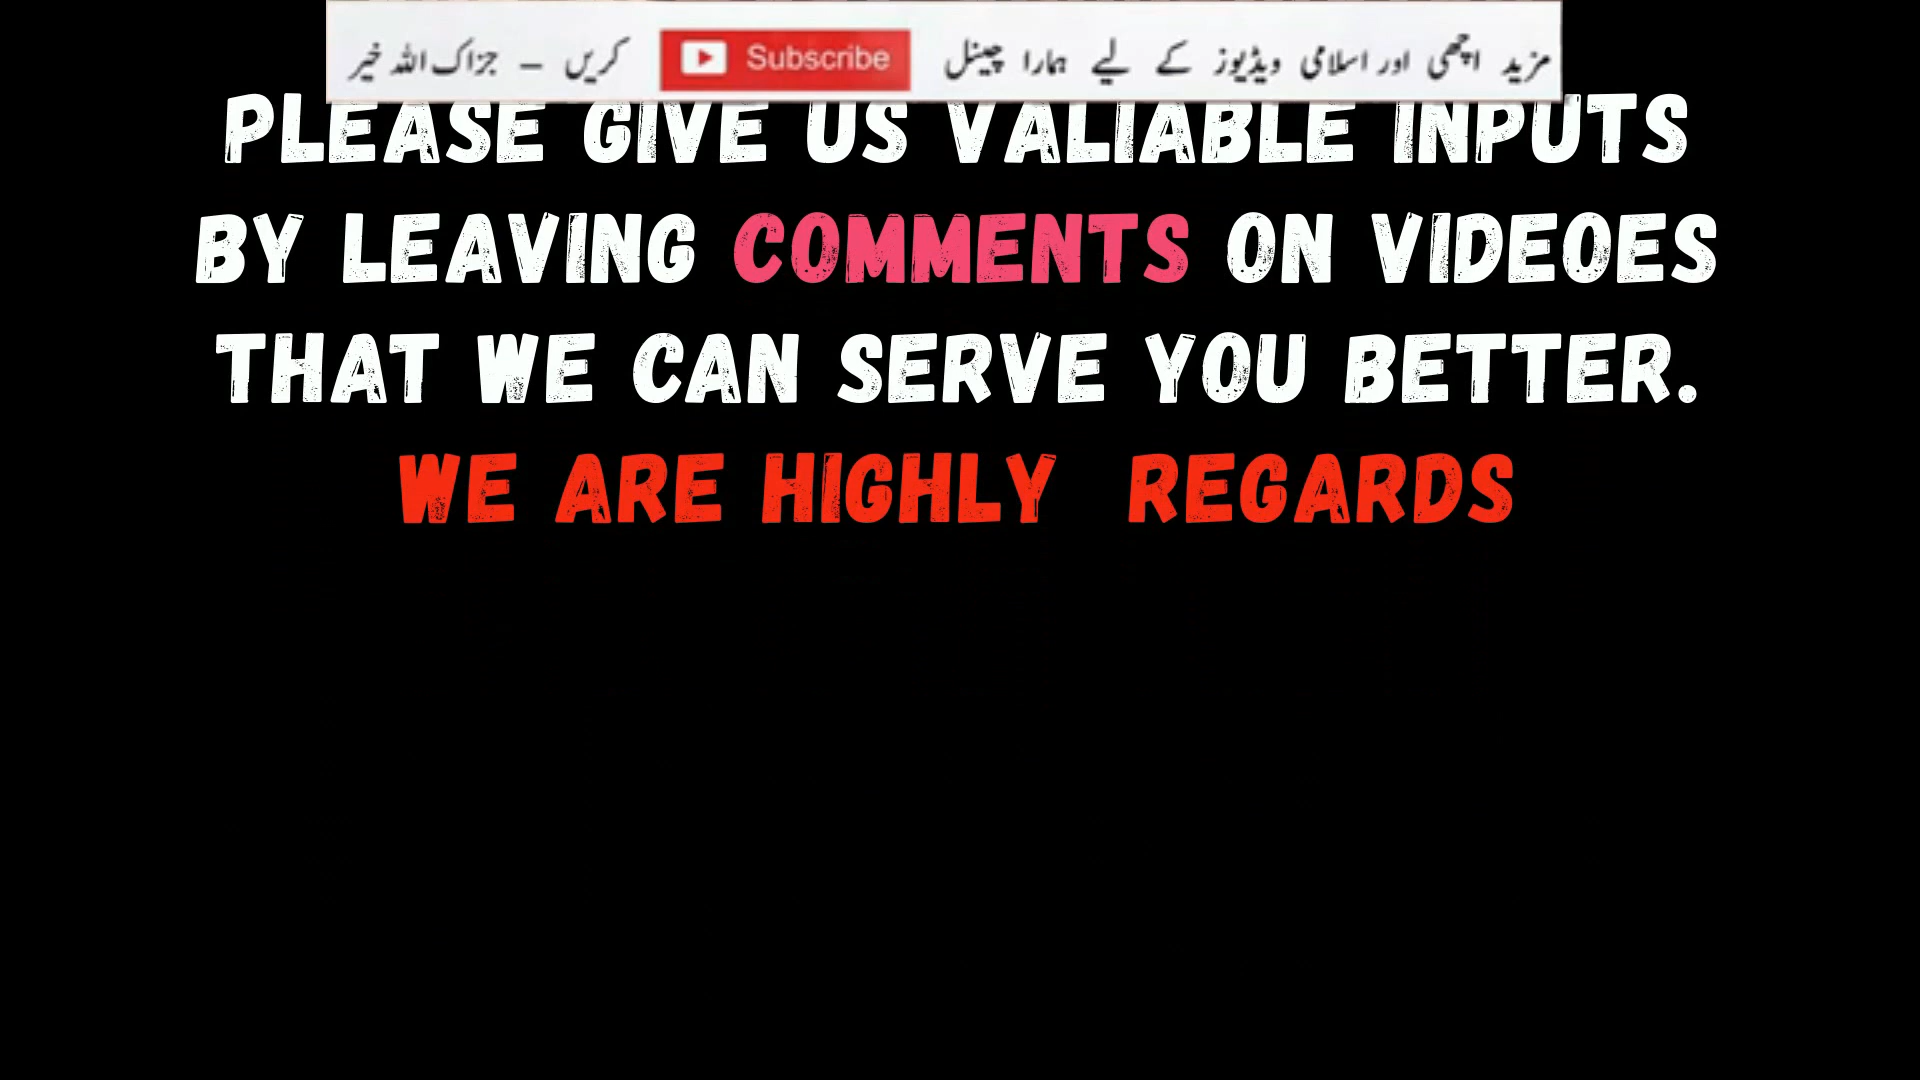 مزید اچھی اور اسلامی ویڈیوز کے لیے ہمارا چینل Subscribe کریں – جزاک اللہ خیر
PLEASE GIVE US VALIABLE INPUTS
BY LEAVING COMMENTS ON VIDEOES
THAT WE CAN SERVE YOU BETTER.
WE ARE HIGHLY REGARDS